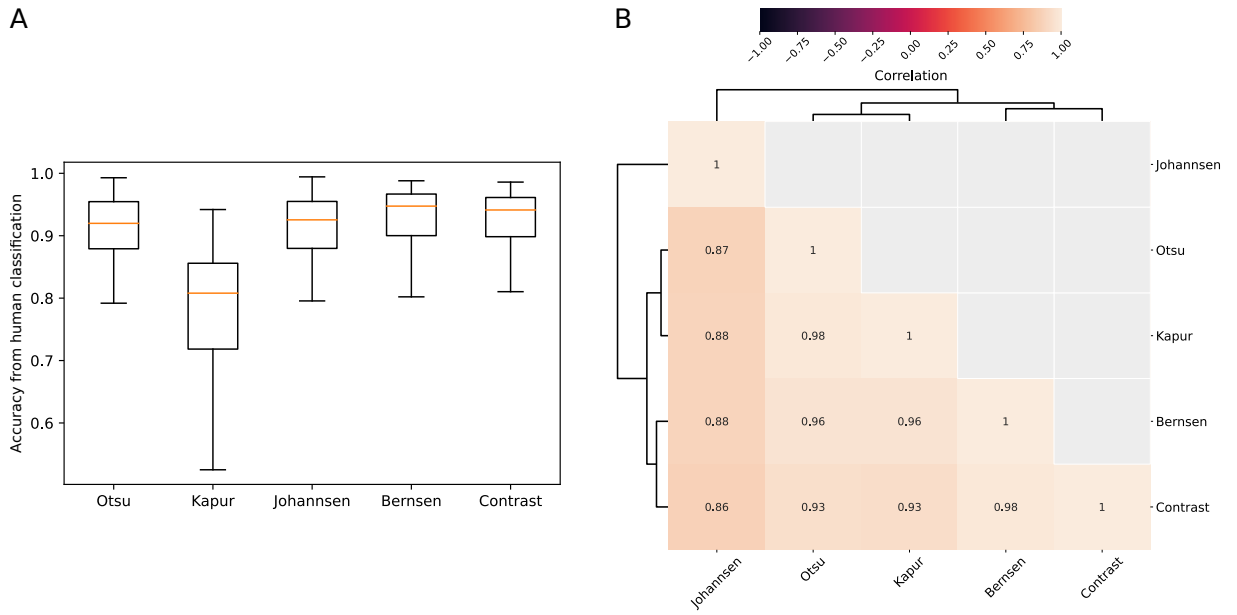 A
1.0
0.9
0.8
0.7
0.6
Accuracy from human classification
Otsu Kapur Johannsen Bernsen Contrast
B
−1.00 −0.75 −0.50 −0.25 0.00 0.25 0.50 0.75 1.00
Correlation
1 Johannsen
0.87 1 Otsu
0.88 0.98 1 Kapur
0.88 0.96 0.96 1 Bernsen
0.86 0.93 0.93 0.98 1 Contrast
Johannsen Otsu Kapur Bernsen Contrast